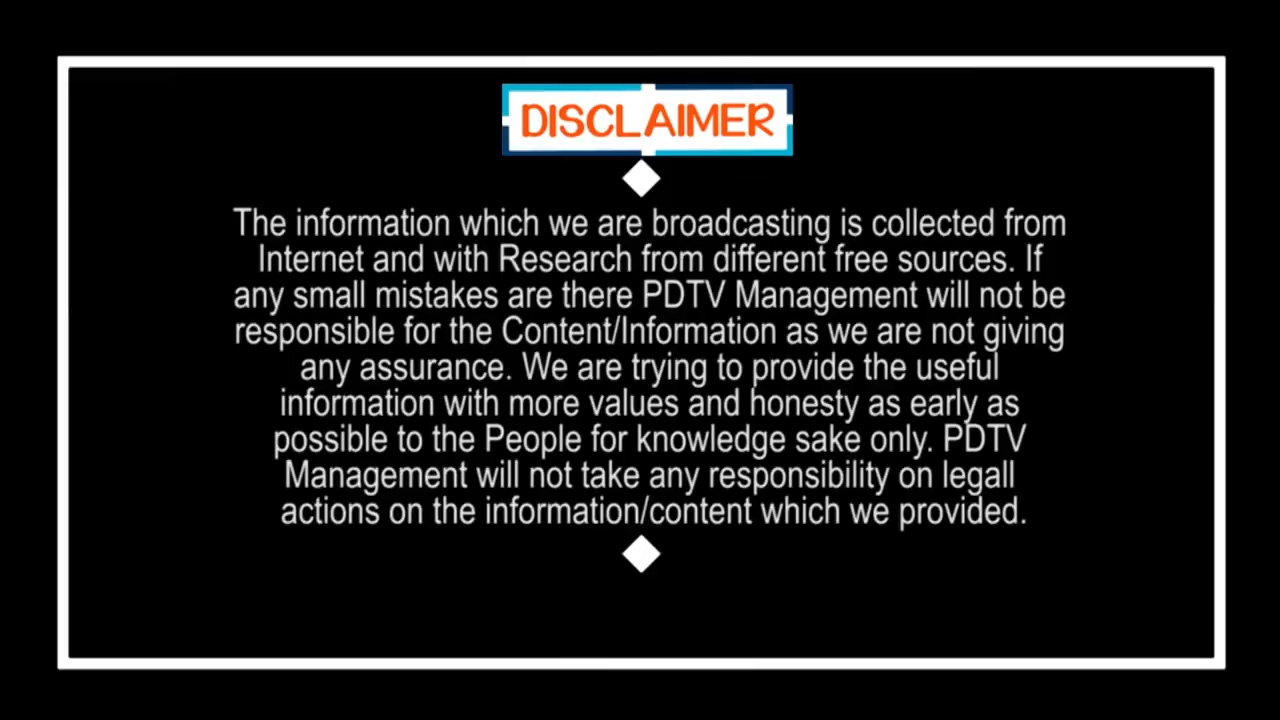 DISCLAIMER
The information which we are broadcasting is collected from
Internet and with Research from different free sources. If
any small mistakes are there PDTV Management will not be
responsible for the Content/Information as we are not giving
any assurance. We are trying to provide the useful
information with more values and honesty as early as
possible to the People for knowledge sake only. PDTV
Management will not take any responsibility on legall
actions on the information/content which we provided.